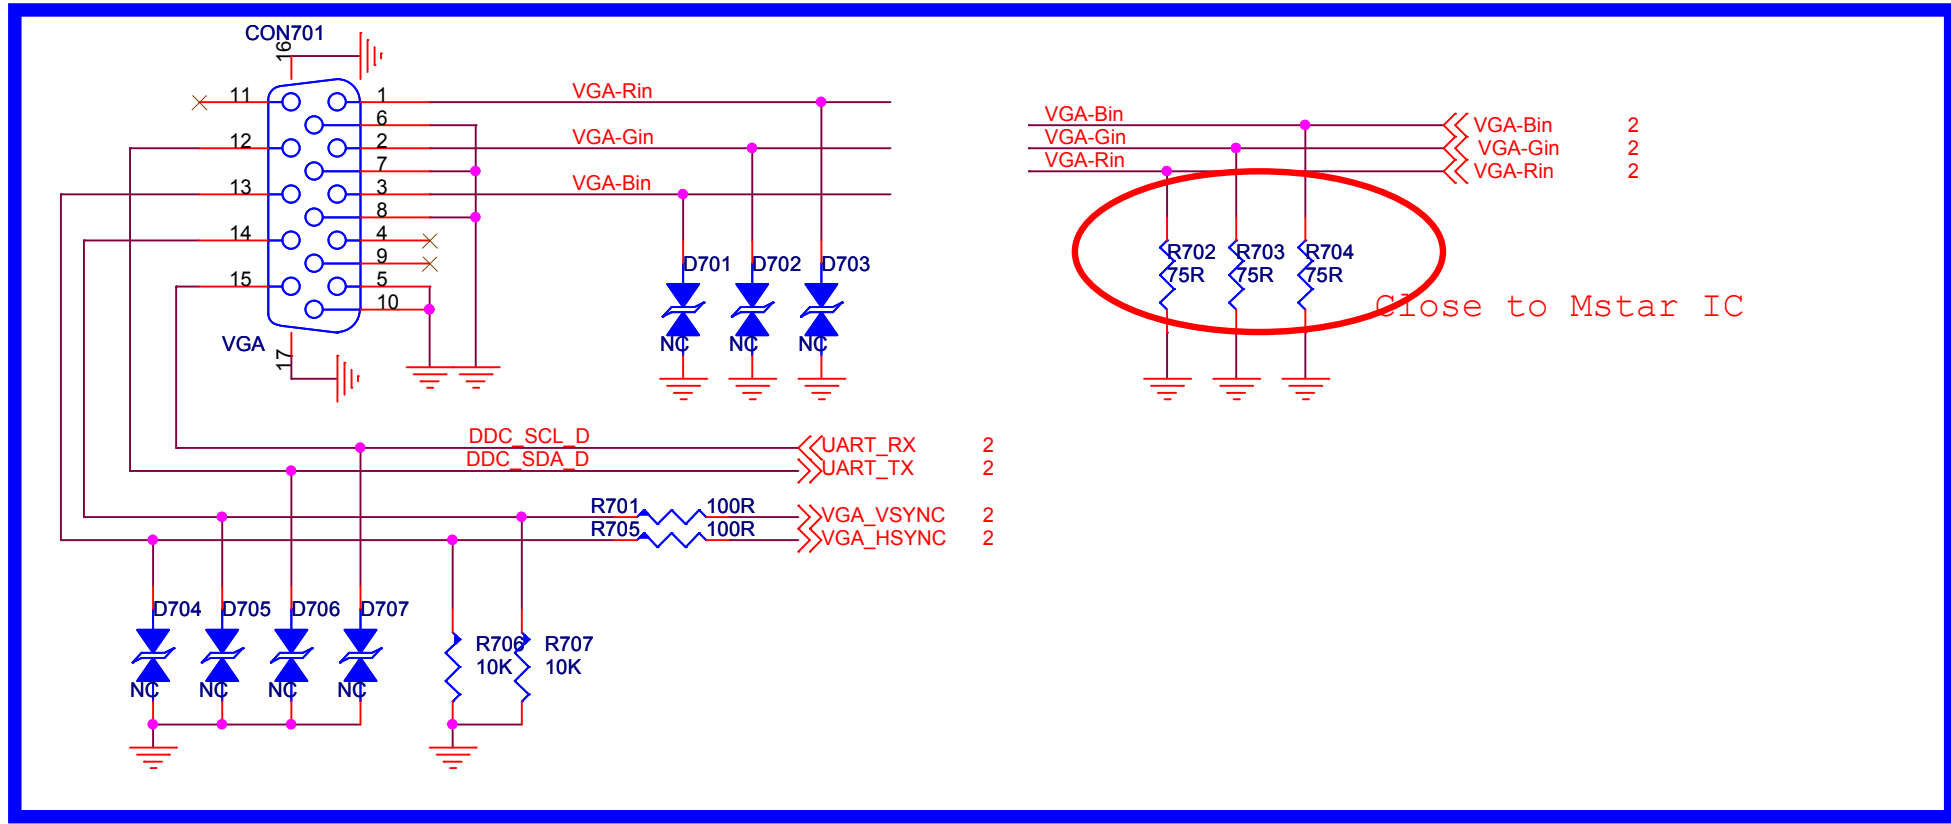 CON701
16
11
1
6
12
2
7
13
3
8
14
4
9
15
5
10
VGA
17
VGA-Rin
VGA-Gin
VGA-Bin
D701
D702
D703
NC
NC
NC
VGA-Bin
VGA-Gin
VGA-Rin
VGA-Bin 2
VGA-Gin 2
VGA-Rin 2
R702
75R
R703
75R
R704
75R
Close to Mstar IC
DDC_SCL_D
UART_RX 2
DDC_SDA_D
UART_TX 2
R701 100R
VGA_VSYNC 2
R705 100R
VGA_HSYNC 2
D704
D705
D706
D707
NC
NC
NC
NC
R706
10K
R707
10K